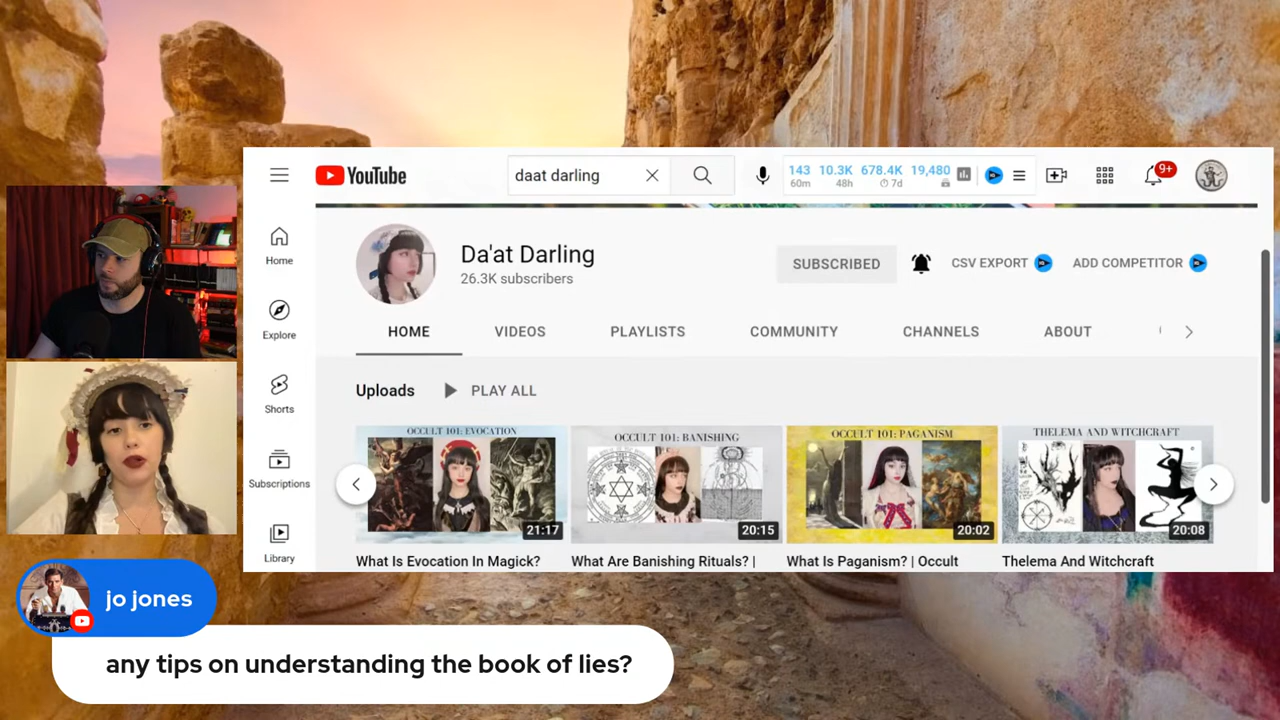 YouTube
daat darling
143 10.3K 678.4K 19,480
60m 48h 7d
9+
Home
Explore
Shorts
Subscriptions
Library
Da'at Darling
26.3K subscribers
SUBSCRIBED
CSV EXPORT
ADD COMPETITOR
HOME VIDEOS PLAYLISTS COMMUNITY CHANNELS ABOUT
Uploads PLAY ALL
OCCULT 101: EVOCATION
21:17
What Is Evocation In Magick?
OCCULT 101: BANISHING
20:15
What Are Banishing Rituals? |
OCCULT 101: PAGANISM
20:02
What Is Paganism? | Occult
THELEMA AND WITCHCRAFT
20:08
Thelema And Witchcraft
jo jones
any tips on understanding the book of lies?